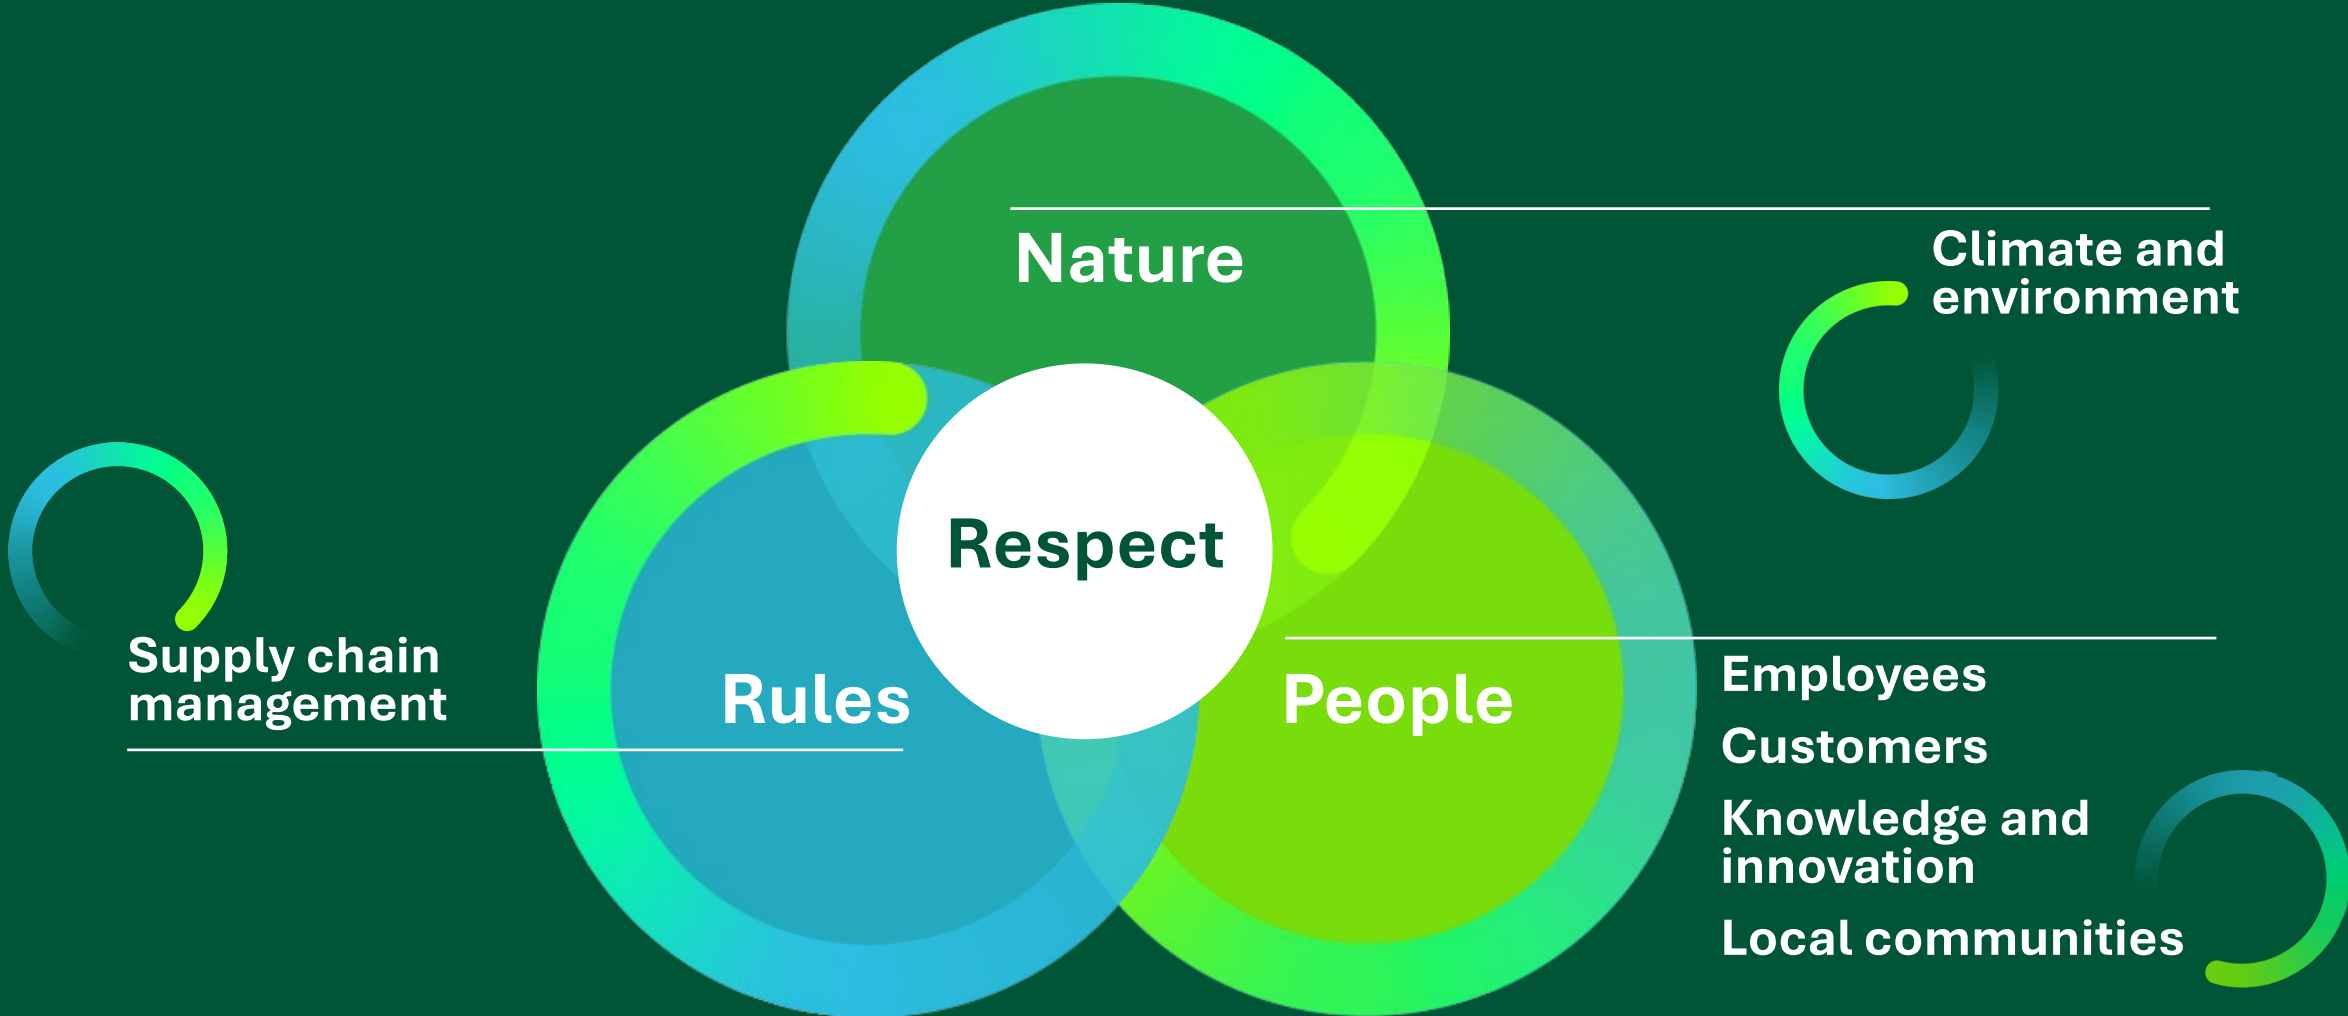 Nature
Climate and
environment
Respect
Supply chain
management
Rules
People
Employees
Customers
Knowledge and
innovation
Local communities